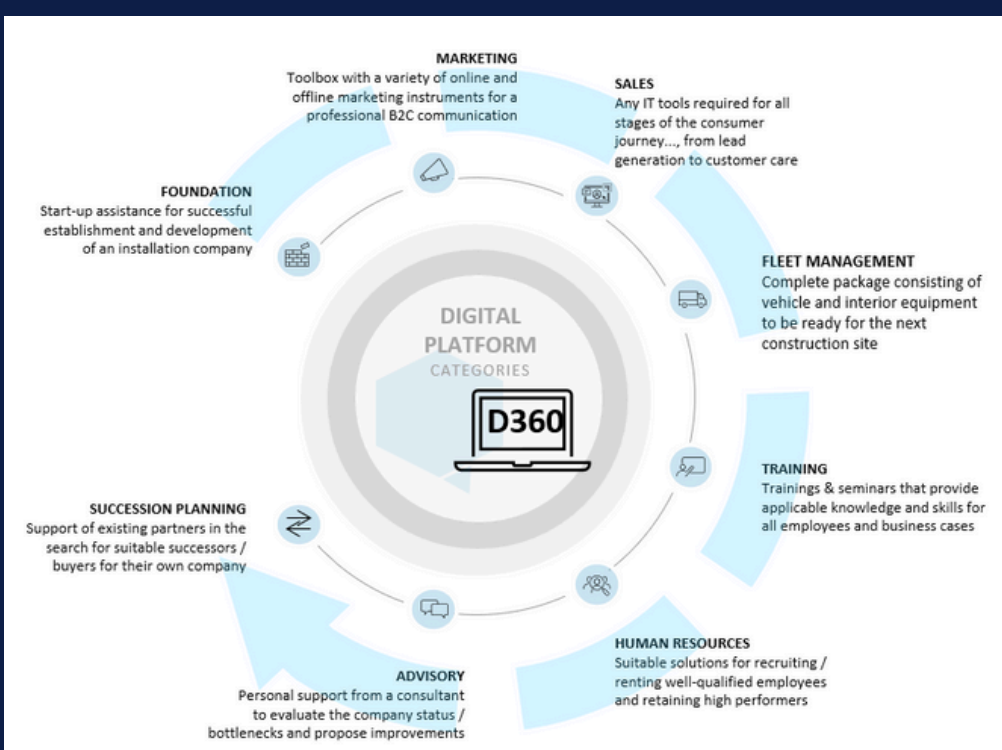 MARKETING
Toolbox with a variety of online and
offline marketing instruments for a
professional B2C communication
SALES
Any IT tools required for all
stages of the consumer
journey..., from lead
generation to customer care
FOUNDATION
Start-up assistance for successful
establishment and development
of an installation company
FLEET MANAGEMENT
Complete package consisting of
vehicle and interior equipment
to be ready for the next
construction site
DIGITAL
PLATFORM
CATEGORIES
D360
TRAINING
Trainings & seminars that provide
applicable knowledge and skills for
all employees and business cases
SUCCESSION PLANNING
Support of existing partners in the
search for suitable successors /
buyers for their own company
HUMAN RESOURCES
Suitable solutions for recruiting /
renting well-qualified employees
and retaining high performers
ADVISORY
Personal support from a consultant
to evaluate the company status /
bottlenecks and propose improvements